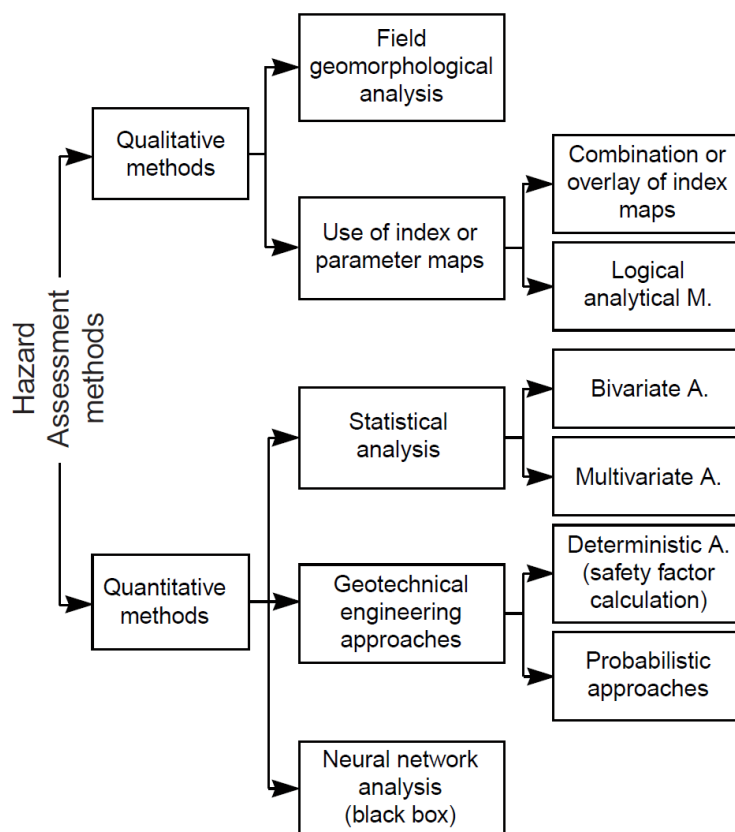 Hazard
Assessment
methods
Qualitative
methods
Field
geomorphological
analysis
Use of index or
parameter maps
Combination or
overlay of index
maps
Logical
analytical M.
Quantitative
methods
Statistical
analysis
Bivariate A.
Multivariate A.
Geotechnical
engineering
approaches
Deterministic A.
(safety factor
calculation)
Probabilistic
approaches
Neural network
analysis
(black box)